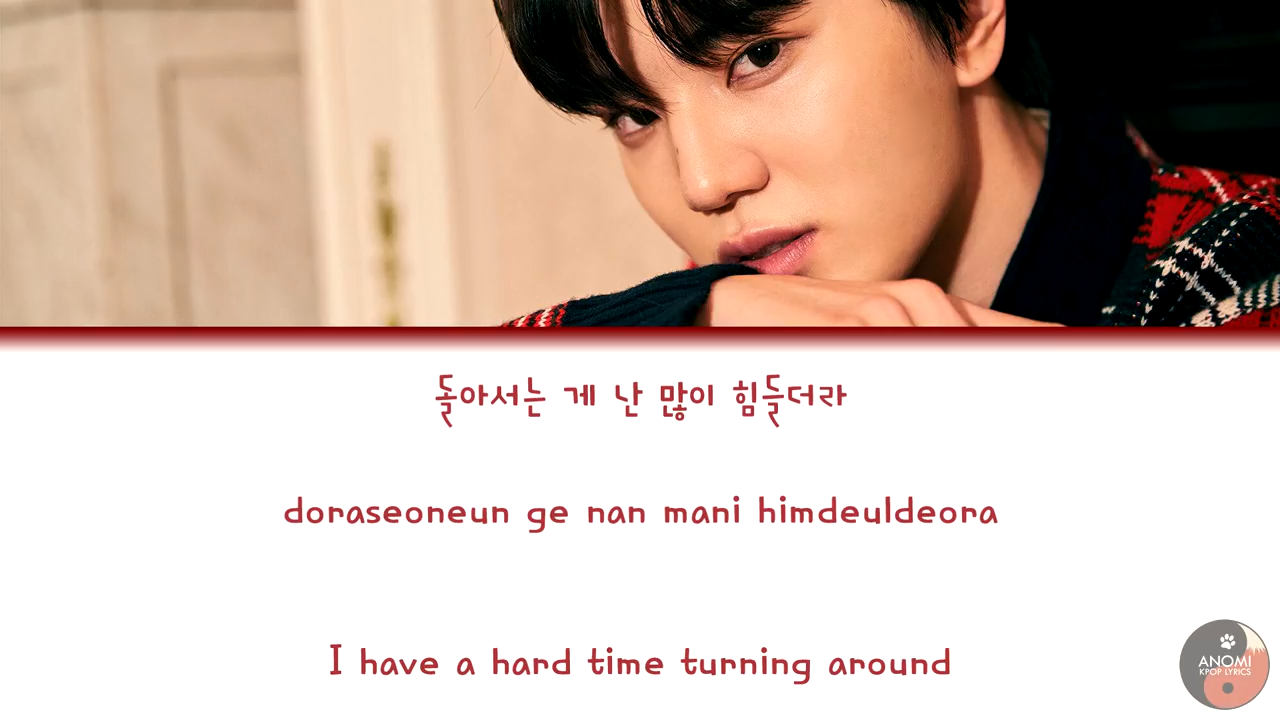 돌아서는 게 난 많이 힘들더라
doraseoneun ge nan mani himdeuldeora
I have a hard time turning around
ANOMI
KPOP LYRICS